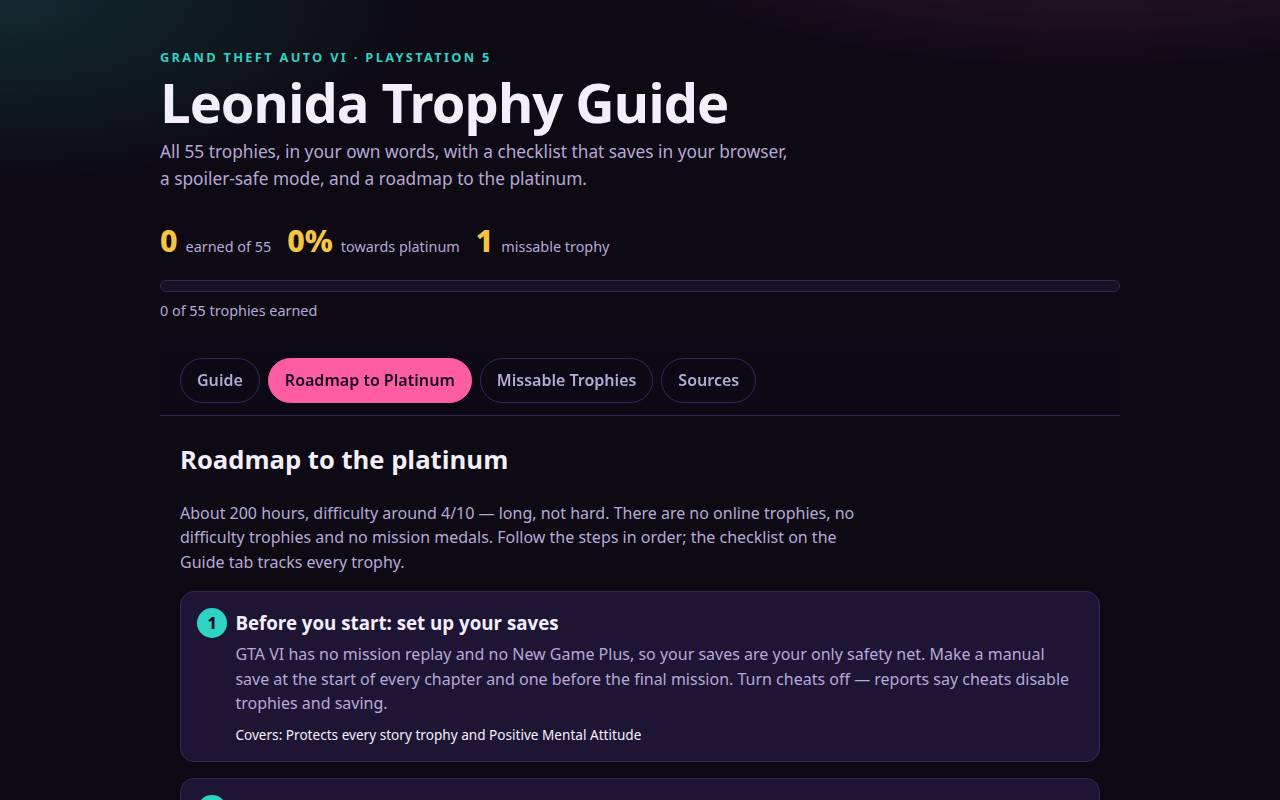 GRAND THEFT AUTO VI · PLAYSTATION 5
Leonida Trophy Guide
All 55 trophies, in your own words, with a checklist that saves in your browser,
a spoiler-safe mode, and a roadmap to the platinum.
0 earned of 55 0% towards platinum 1 missable trophy
0 of 55 trophies earned
Guide Roadmap to Platinum Missable Trophies Sources
Roadmap to the platinum
About 200 hours, difficulty around 4/10 — long, not hard. There are no online trophies, no
difficulty trophies and no mission medals. Follow the steps in order; the checklist on the
Guide tab tracks every trophy.
1 Before you start: set up your saves
GTA VI has no mission replay and no New Game Plus, so your saves are your only safety net. Make a manual
save at the start of every chapter and one before the final mission. Turn cheats off — reports say cheats disable
trophies and saving.
Covers: Protects every story trophy and Positive Mental Attitude